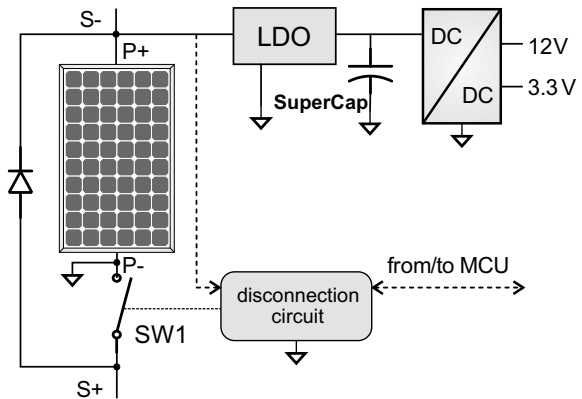 S-
P+
LDO
DC
DC
12V
3.3 V
SuperCap
P-
SW1
S+
disconnection
circuit
from/to MCU